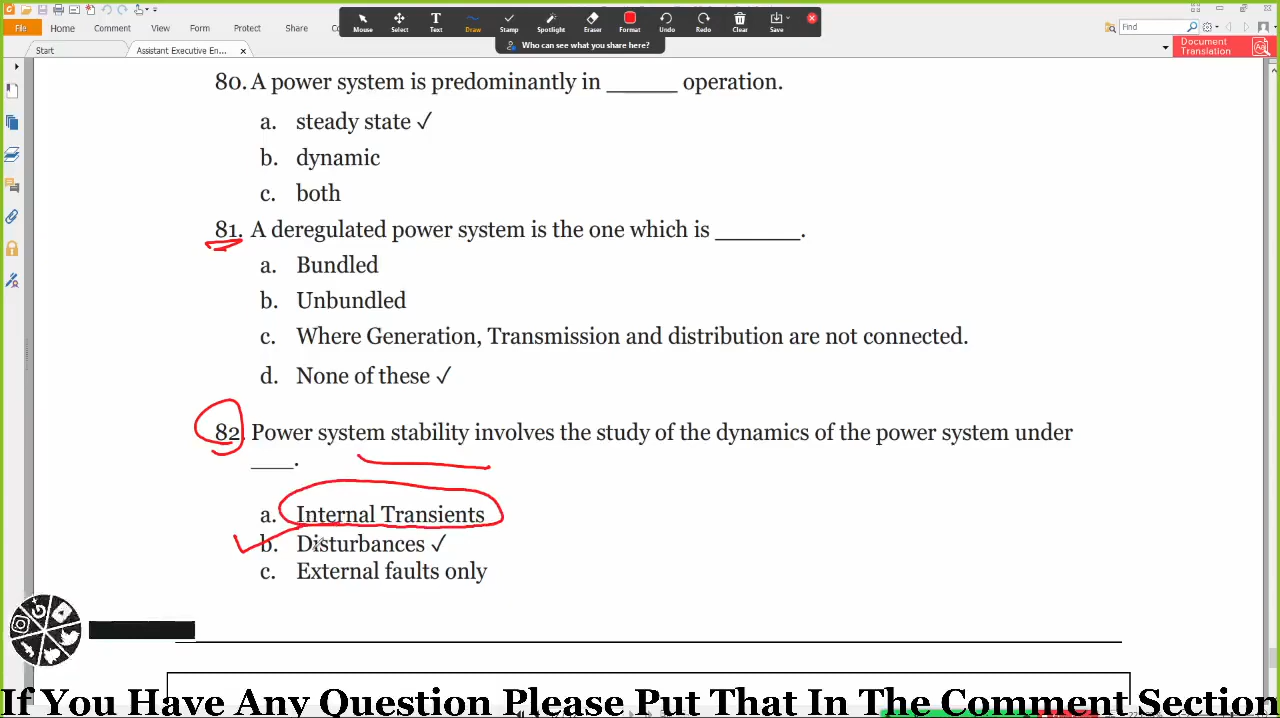 Mouse Select Text Draw Stamp Spotlight Eraser Format Undo Redo Clear Save
File Home Comment View Form Protect Share
Who can see what you share here?
Find
Start Assistant Executive En...
Document Translation
80. A power system is predominantly in ______ operation.
a. steady state ✓
b. dynamic
c. both
81. A deregulated power system is the one which is _______.
a. Bundled
b. Unbundled
c. Where Generation, Transmission and distribution are not connected.
d. None of these ✓
82. Power system stability involves the study of the dynamics of the power system under
____.
a. Internal Transients
b. Disturbances ✓
c. External faults only
If You Have Any Question Please Put That In The Comment Section